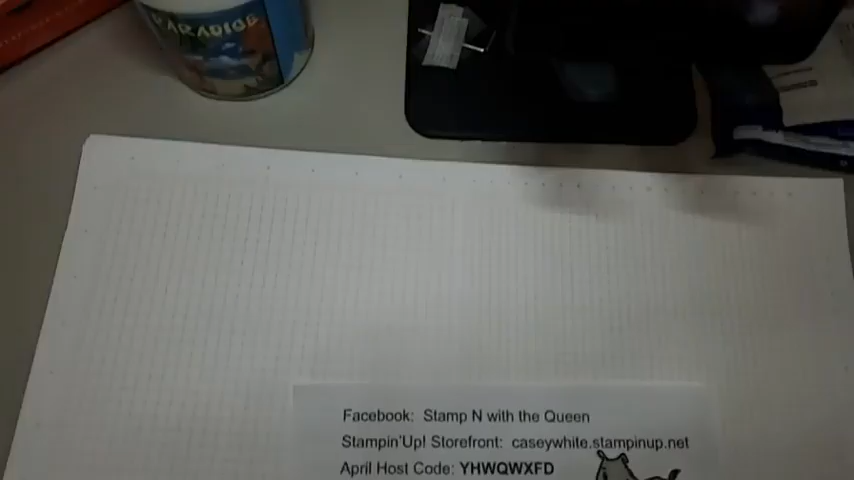 PARADISE
Facebook: Stamp N with the Queen
Stampin'Up! Storefront: caseywhite.stampinup.net
April Host Code: YHWQWXFD